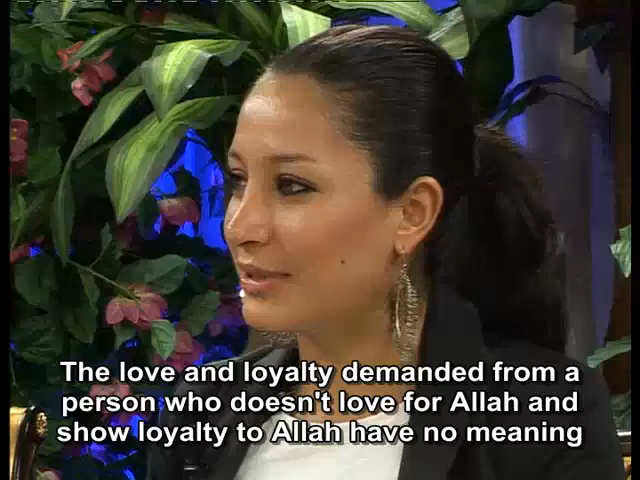 The love and loyalty demanded from a
person who doesn't love for Allah and
show loyalty to Allah have no meaning